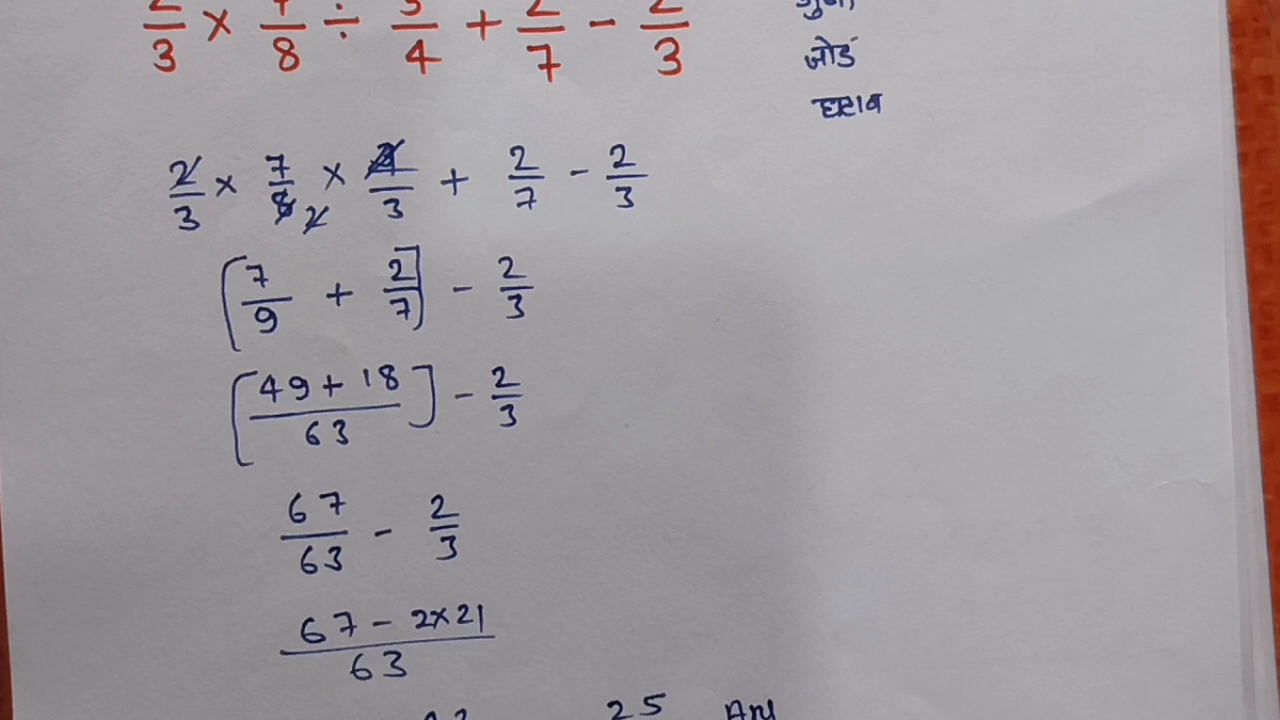 2/3 × 7/8 ÷ 3/4 + 2/7 - 2/3
जोड
घटाव
2/3 × 7/8 2 × 4/3 + 2/7 - 2/3
[7/9 + 2/7] - 2/3
[49 + 18 / 63] - 2/3
67/63 - 2/3
67 - 2×21 / 63
25 Ans